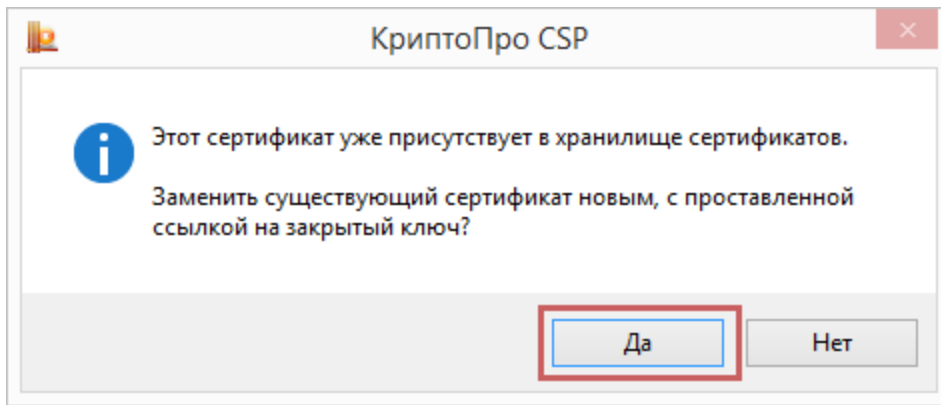 КриптоПро CSP
Этот сертификат уже присутствует в хранилище сертификатов.
Заменить существующий сертификат новым, с проставленной
ссылкой на закрытый ключ?
Да
Нет